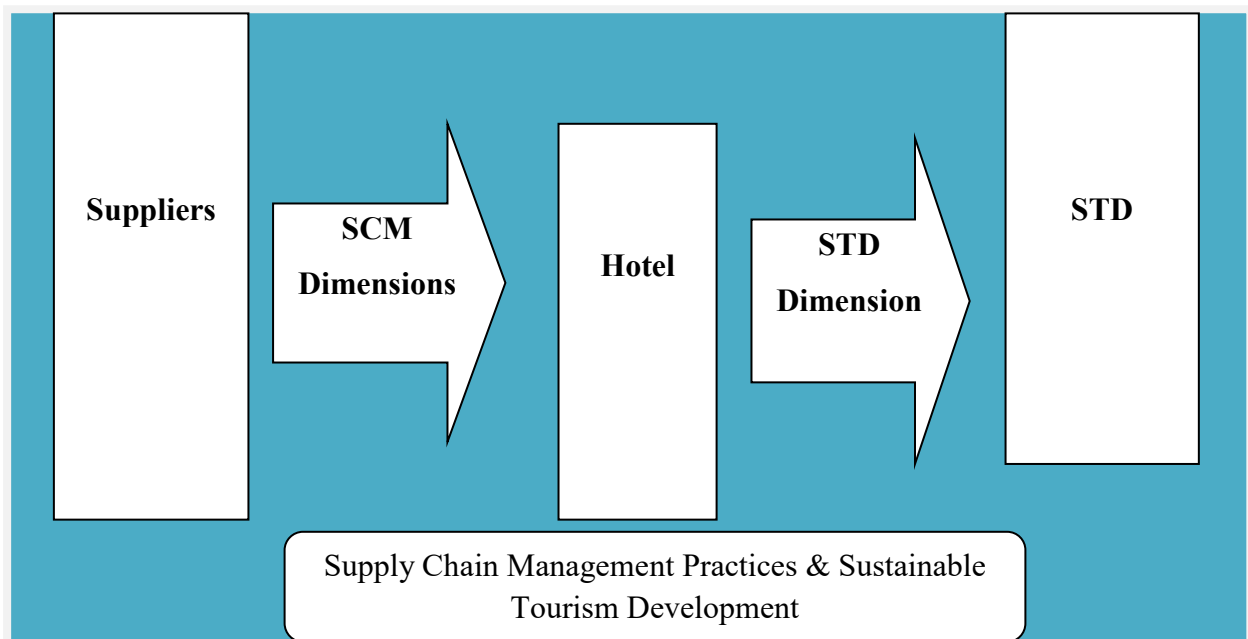 Suppliers
SCM
Dimensions
Hotel
STD
Dimension
STD
Supply Chain Management Practices & Sustainable
Tourism Development